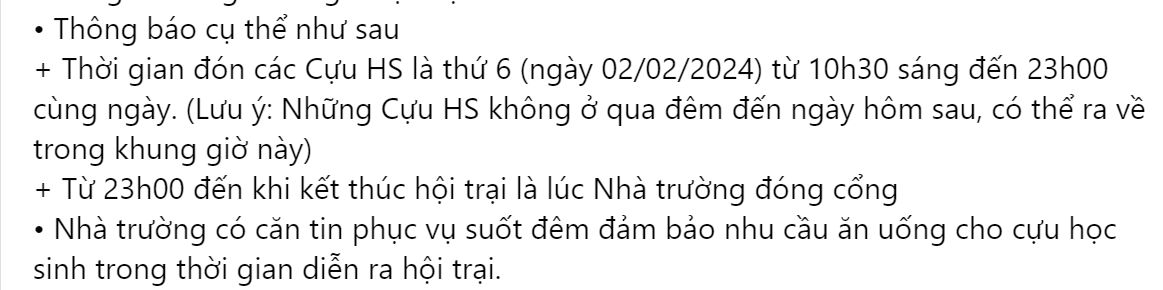 • Thông báo cụ thể như sau
+ Thời gian đón các Cựu HS là thứ 6 (ngày 02/02/2024) từ 10h30 sáng đến 23h00
cùng ngày. (Lưu ý: Những Cựu HS không ở qua đêm đến ngày hôm sau, có thể ra về
trong khung giờ này)
+ Từ 23h00 đến khi kết thúc hội trại là lúc Nhà trường đóng cổng
• Nhà trường có căn tin phục vụ suốt đêm đảm bảo nhu cầu ăn uống cho cựu học
sinh trong thời gian diễn ra hội trại.